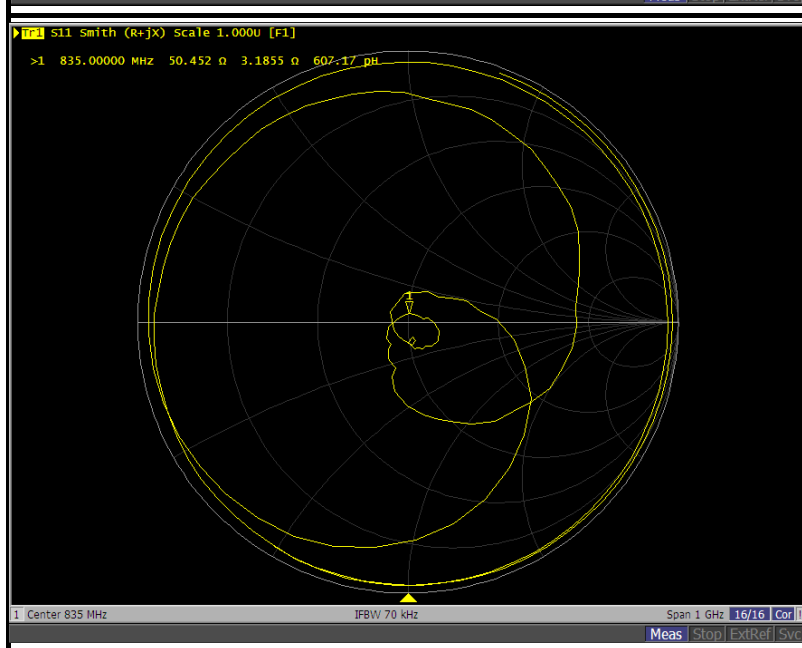 Tr1 S11 Smith (R+jX) Scale 1.000U [F1]
>1 835.00000 MHz 50.452 Ω 3.1855 Ω 607.17 pH
1
1 Center 835 MHz IFBW 70 kHz Span 1 GHz 16/16 Cor
Meas Stop ExtRef Svc